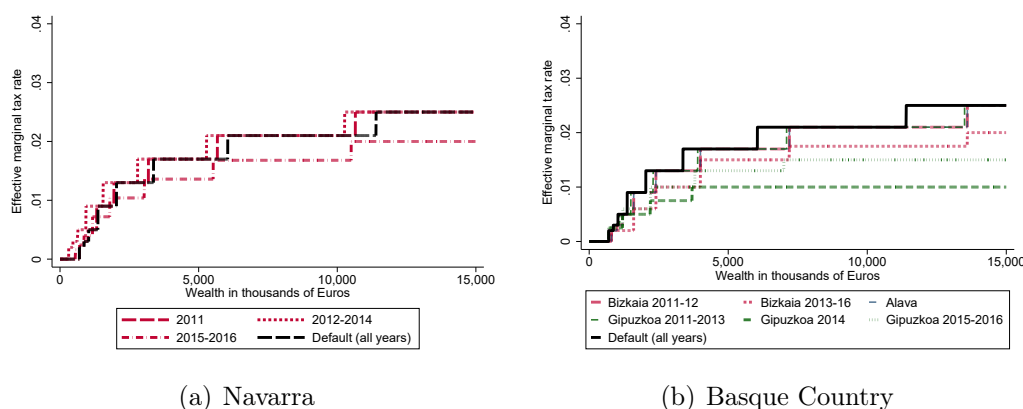 Effective marginal tax rate
.04
.03
.02
.01
0
0
5,000
10,000
15,000
Wealth in thousands of Euros
2011
2012-2014
2015-2016
Default (all years)
(a) Navarra
Effective marginal tax rate
.04
.03
.02
.01
0
0
5,000
10,000
15,000
Wealth in thousands of Euros
Bizkaia 2011-12
Bizkaia 2013-16
Alava
Gipuzkoa 2011-2013
Gipuzkoa 2014
Gipuzkoa 2015-2016
Default (all years)
(b) Basque Country